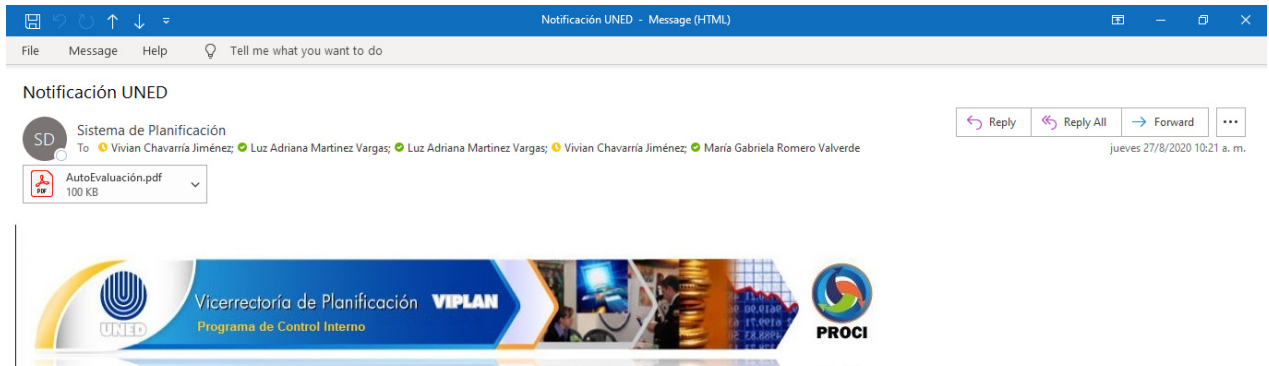 Notificación UNED - Message (HTML)
File Message Help Tell me what you want to do
Notificación UNED
SD
Sistema de Planificación
To Vivian Chavarría Jiménez; Luz Adriana Martinez Vargas; Luz Adriana Martinez Vargas; Vivian Chavarría Jiménez; María Gabriela Romero Valverde
Reply Reply All Forward
jueves 27/8/2020 10:21 a. m.
PDF
AutoEvaluación.pdf
100 KB
UNED
Vicerrectoría de Planificación VIPLAN
Programa de Control Interno
PROCI